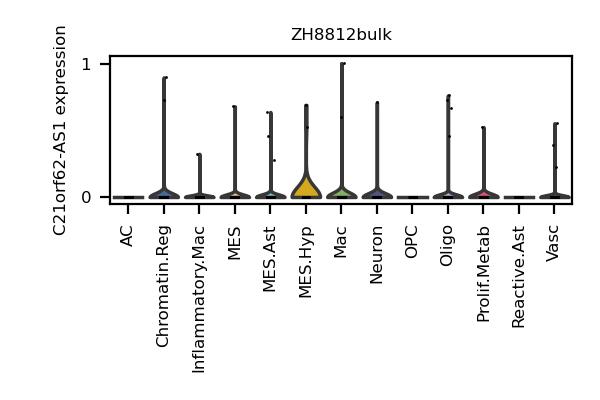 ZH8812bulk
C21orf62-AS1 expression
1
0
AC
Chromatin.Reg
Inflammatory.Mac
MES
MES.Ast
MES.Hyp
Mac
Neuron
OPC
Oligo
Prolif.Metab
Reactive.Ast
Vasc